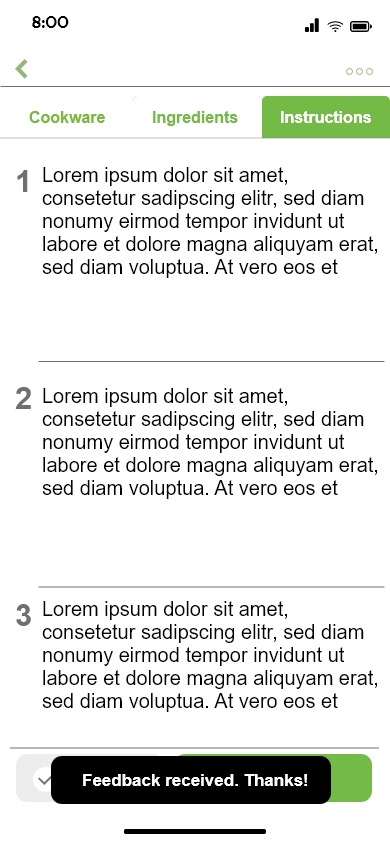 8:00
Cookware Ingredients Instructions
1
Lorem ipsum dolor sit amet,
consetetur sadipscing elitr, sed diam
nonumy eirmod tempor invidunt ut
labore et dolore magna aliquyam erat,
sed diam voluptua. At vero eos et
2
Lorem ipsum dolor sit amet,
consetetur sadipscing elitr, sed diam
nonumy eirmod tempor invidunt ut
labore et dolore magna aliquyam erat,
sed diam voluptua. At vero eos et
3
Lorem ipsum dolor sit amet,
consetetur sadipscing elitr, sed diam
nonumy eirmod tempor invidunt ut
labore et dolore magna aliquyam erat,
sed diam voluptua. At vero eos et
Feedback received. Thanks!